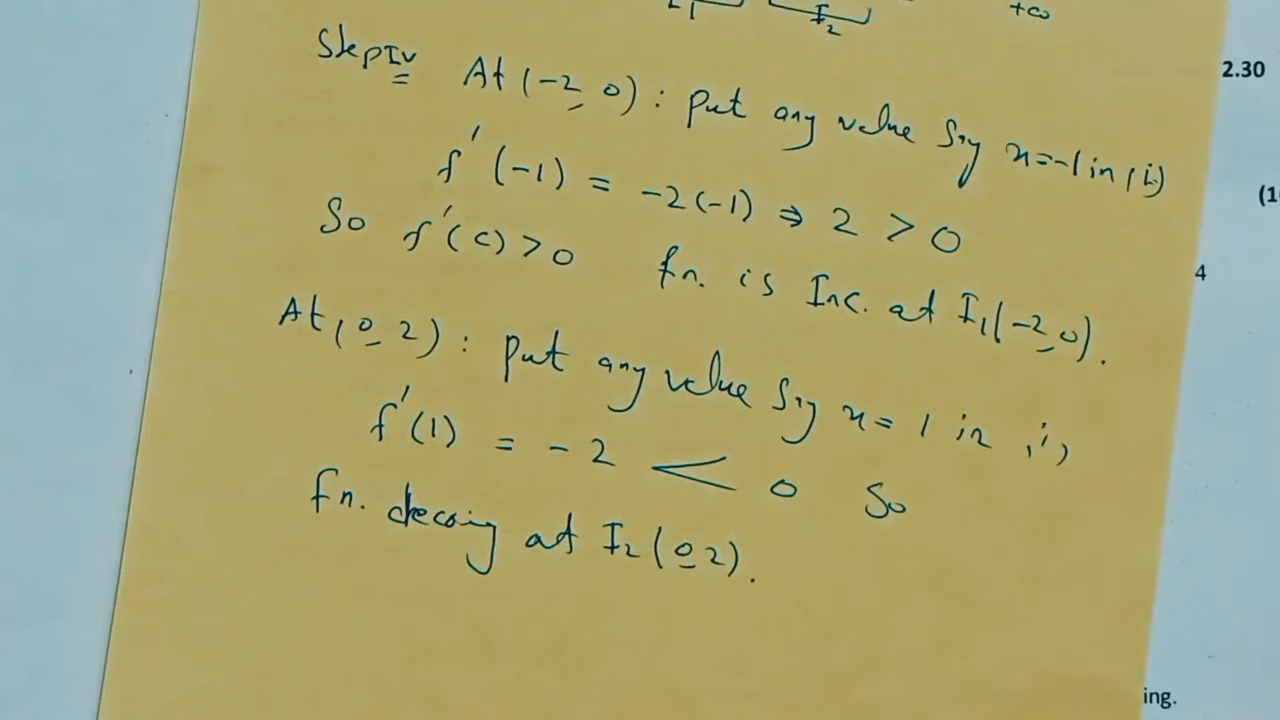 I₂
+∞
Step IV At (-2, 0) : put any value say x=-1 in (i)
f'(-1) = -2(-1) ⇒ 2 > 0
So f'(c) > 0 fn. is Inc. at I₁(-2, 0).
At (0, 2) : put any value say x = 1 in (i)
f'(1) = -2 < 0 So
fn. at I₂ (0, 2).
2.30
(1
4
ing.